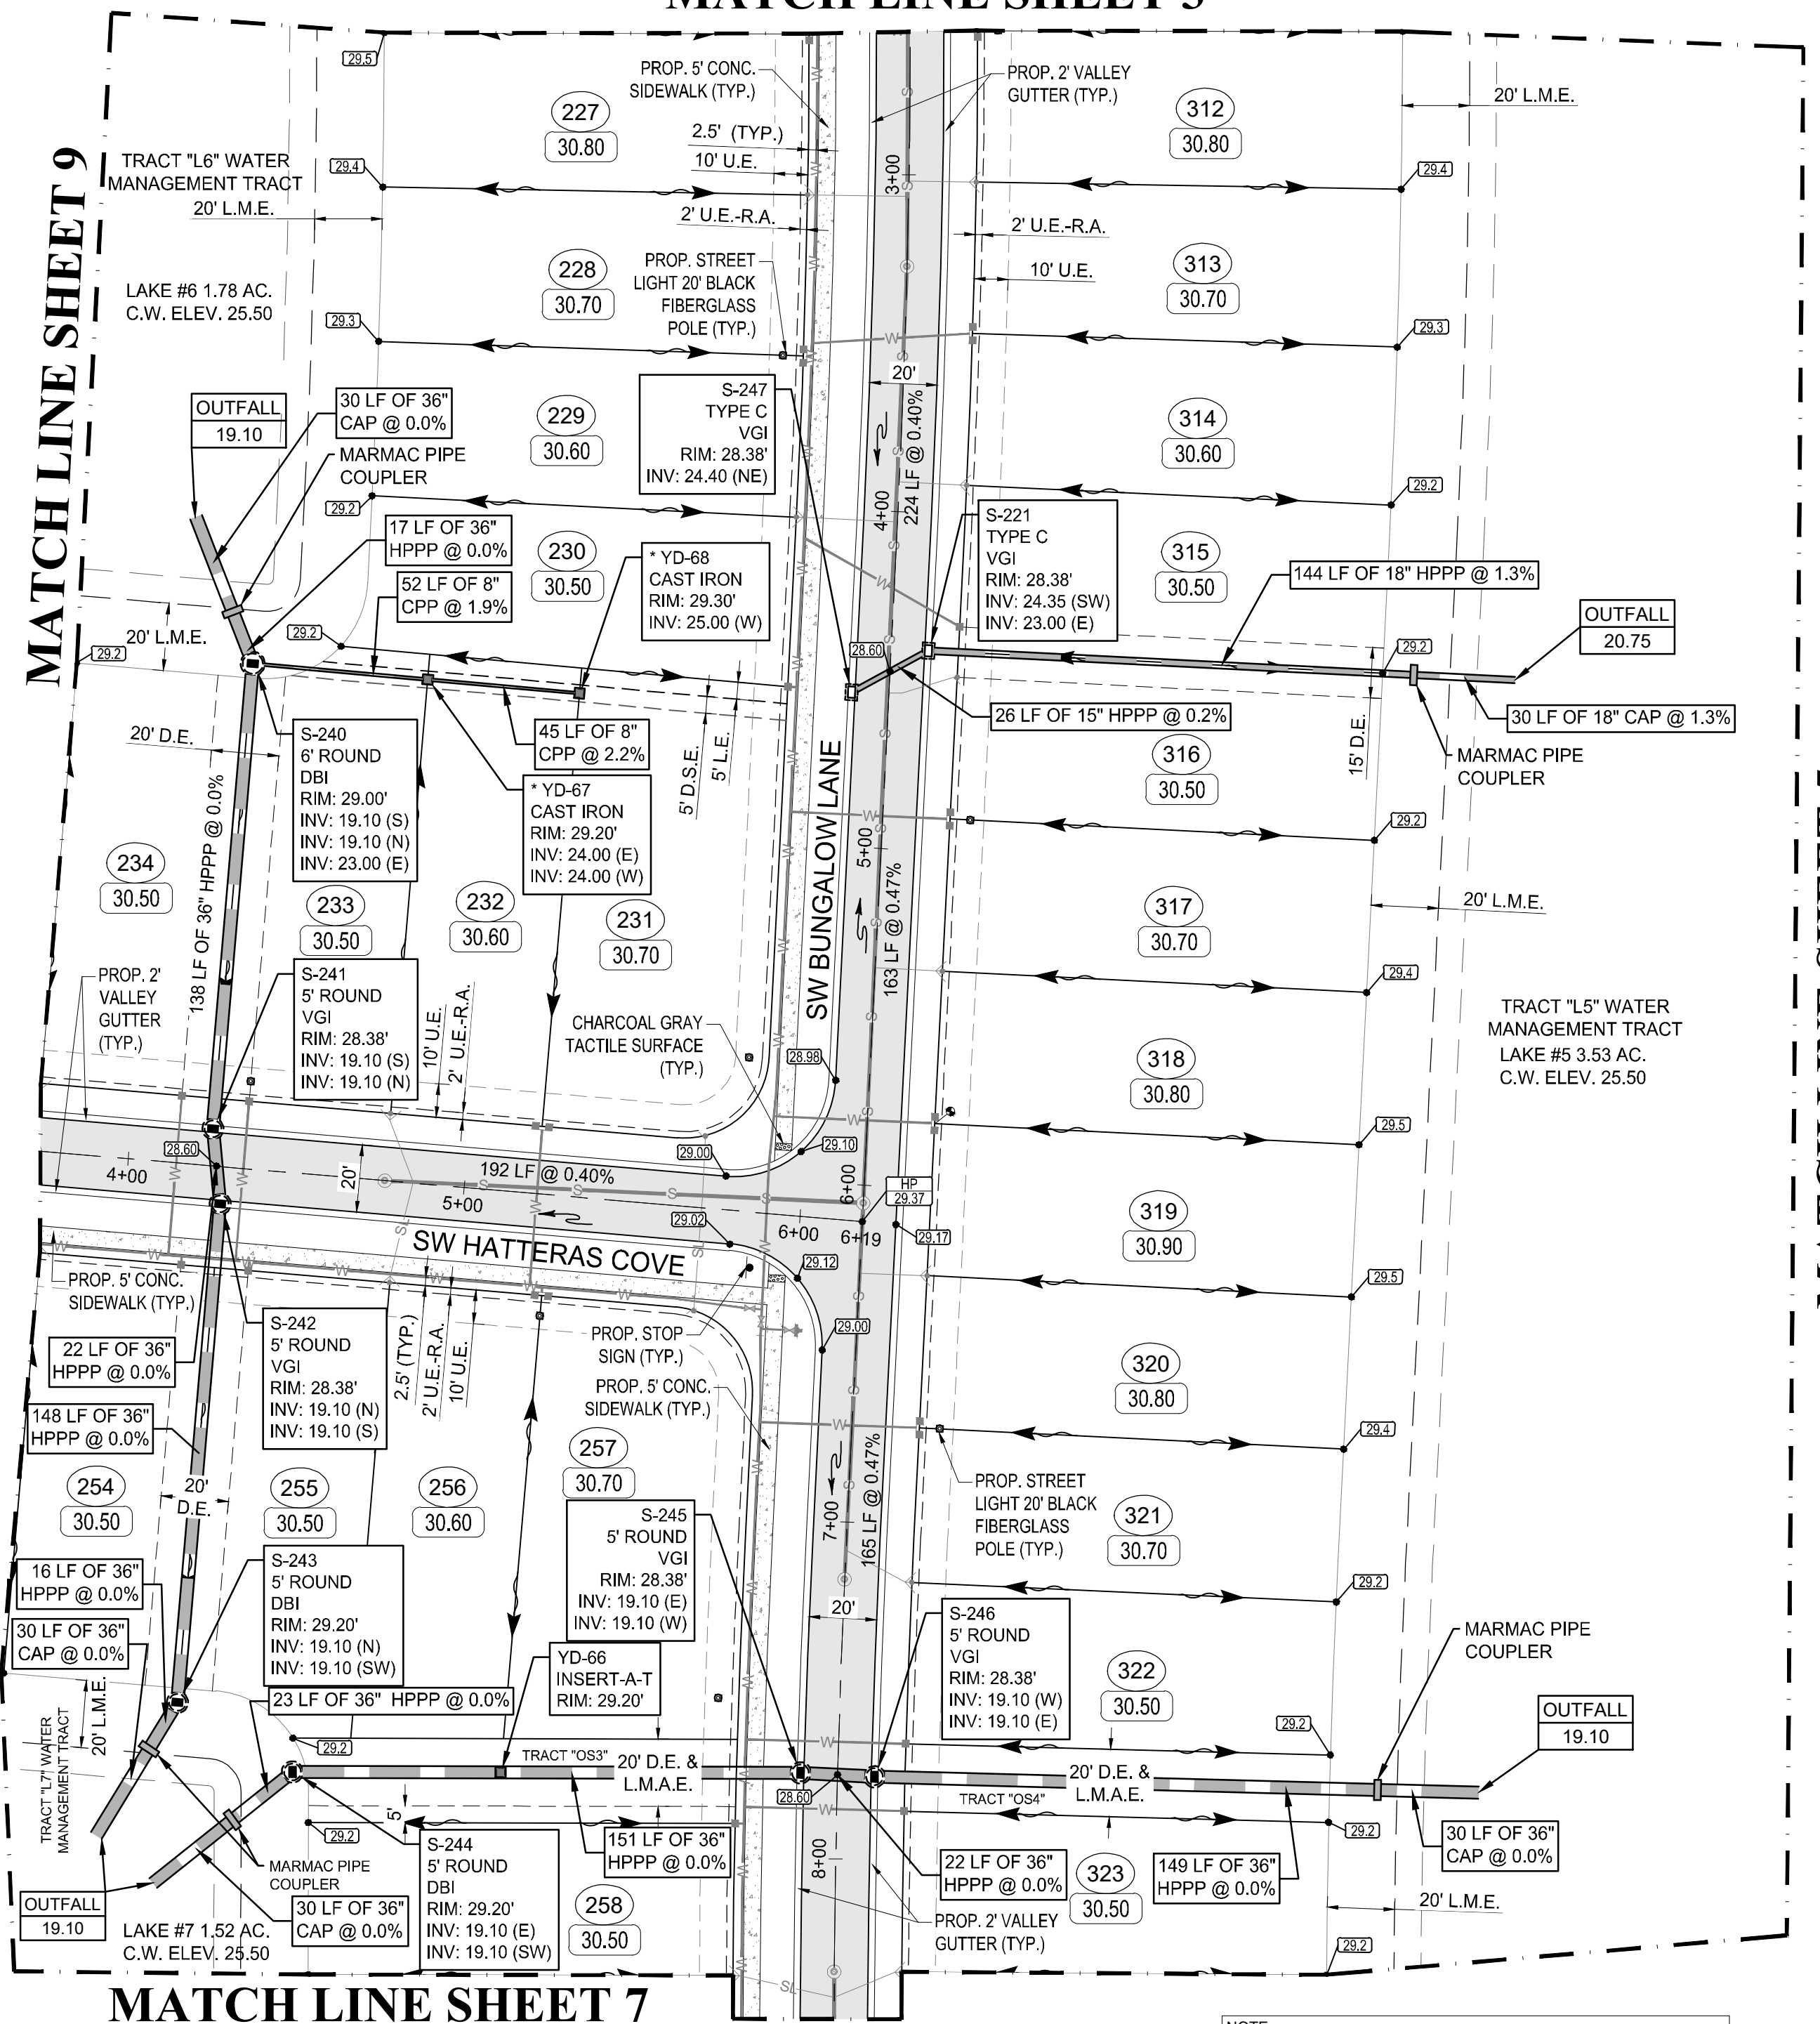 MATCH LINE SHEET 9
29.5
227
30.80
PROP. 5' CONC.
SIDEWALK (TYP.)
PROP. 2' VALLEY
GUTTER (TYP.)
312
30.80
20' L.M.E.
TRACT "L6" WATER
MANAGEMENT TRACT
20' L.M.E.
29.4
2.5' (TYP.)
10' U.E.
2' U.E.-R.A.
3+00
29.4
2' U.E.-R.A.
10' U.E.
LAKE #6 1.78 AC.
C.W. ELEV. 25.50
228
30.70
PROP. STREET
LIGHT 20' BLACK
FIBERGLASS
POLE (TYP.)
313
30.70
29.3
29.3
OUTFALL
19.10
30 LF OF 36"
CAP @ 0.0%
MARMAC PIPE
COUPLER
229
30.60
S-247
TYPE C
VGI
RIM: 28.38'
INV: 24.40 (NE)
20'
224 LF @ 0.40%
4+00
314
30.60
29.2
29.2
17 LF OF 36"
HPPP @ 0.0%
52 LF OF 8"
CPP @ 1.9%
230
30.50
* YD-68
CAST IRON
RIM: 29.30'
INV: 25.00 (W)
S-221
TYPE C
VGI
RIM: 28.38'
INV: 24.35 (SW)
INV: 23.00 (E)
315
30.50
144 LF OF 18" HPPP @ 1.3%
OUTFALL
20.75
20' L.M.E.
29.2
29.2
28.60
29.2
26 LF OF 15" HPPP @ 0.2%
30 LF OF 18" CAP @ 1.3%
15' D.E.
MARMAC PIPE
COUPLER
20' D.E.
S-240
6' ROUND
DBI
RIM: 29.00'
INV: 19.10 (S)
INV: 19.10 (N)
INV: 23.00 (E)
45 LF OF 8"
CPP @ 2.2%
* YD-67
CAST IRON
RIM: 29.20'
INV: 24.00 (E)
INV: 24.00 (W)
5' D.S.E.
5' L.E.
SW BUNGALOW LANE
316
30.50
29.2
5+00
163 LF @ 0.47%
138 LF OF 36" HPPP @ 0.0%
234
30.50
233
30.50
232
30.60
231
30.70
317
30.70
20' L.M.E.
29.4
PROP. 2'
VALLEY
GUTTER
(TYP.)
S-241
5' ROUND
VGI
RIM: 28.38'
INV: 19.10 (S)
INV: 19.10 (N)
10' U.E.
2' U.E.-R.A.
CHARCOAL GRAY
TACTILE SURFACE
(TYP.)
28.98
318
30.80
TRACT "L5" WATER
MANAGEMENT TRACT
LAKE #5 3.53 AC.
C.W. ELEV. 25.50
29.5
28.60
4+00
20'
192 LF @ 0.40%
5+00
29.00
29.10
6+00
HP
29.37
29.02
6+00
6+19
29.17
319
30.90
SW HATTERAS COVE
29.12
29.5
PROP. 5' CONC.
SIDEWALK (TYP.)
29.00
22 LF OF 36"
HPPP @ 0.0%
S-242
5' ROUND
VGI
RIM: 28.38'
INV: 19.10 (N)
INV: 19.10 (S)
2.5' (TYP.)
2' U.E.-R.A.
10' U.E.
PROP. STOP
SIGN (TYP.)
PROP. 5' CONC.
SIDEWALK (TYP.)
320
30.80
29.4
148 LF OF 36"
HPPP @ 0.0%
254
30.50
20'
D.E.
255
30.50
256
30.60
257
30.70
7+00
165 LF @ 0.47%
PROP. STREET
LIGHT 20' BLACK
FIBERGLASS
POLE (TYP.)
321
30.70
29.2
16 LF OF 36"
HPPP @ 0.0%
S-243
5' ROUND
DBI
RIM: 29.20'
INV: 19.10 (N)
INV: 19.10 (SW)
S-245
5' ROUND
VGI
RIM: 28.38'
INV: 19.10 (E)
INV: 19.10 (W)
20'
S-246
5' ROUND
VGI
RIM: 28.38'
INV: 19.10 (W)
INV: 19.10 (E)
322
30.50
MARMAC PIPE
COUPLER
30 LF OF 36"
CAP @ 0.0%
YD-66
INSERT-A-T
RIM: 29.20'
23 LF OF 36" HPPP @ 0.0%
20' L.M.E.
TRACT "L7" WATER
MANAGEMENT TRACT
29.2
29.2
OUTFALL
19.10
TRACT "OS3"
20' D.E. &
L.M.A.E.
28.60
20' D.E. &
L.M.A.E.
TRACT "OS4"
5'
29.2
29.2
MARMAC PIPE
COUPLER
S-244
5' ROUND
DBI
RIM: 29.20'
INV: 19.10 (E)
INV: 19.10 (SW)
151 LF OF 36"
HPPP @ 0.0%
8+00
22 LF OF 36"
HPPP @ 0.0%
323
30.50
149 LF OF 36"
HPPP @ 0.0%
30 LF OF 36"
CAP @ 0.0%
OUTFALL
19.10
LAKE #7 1.52 AC.
C.W. ELEV. 25.50
30 LF OF 36"
CAP @ 0.0%
258
30.50
PROP. 2' VALLEY
GUTTER (TYP.)
20' L.M.E.
29.2
MATCH LINE SHEET 7